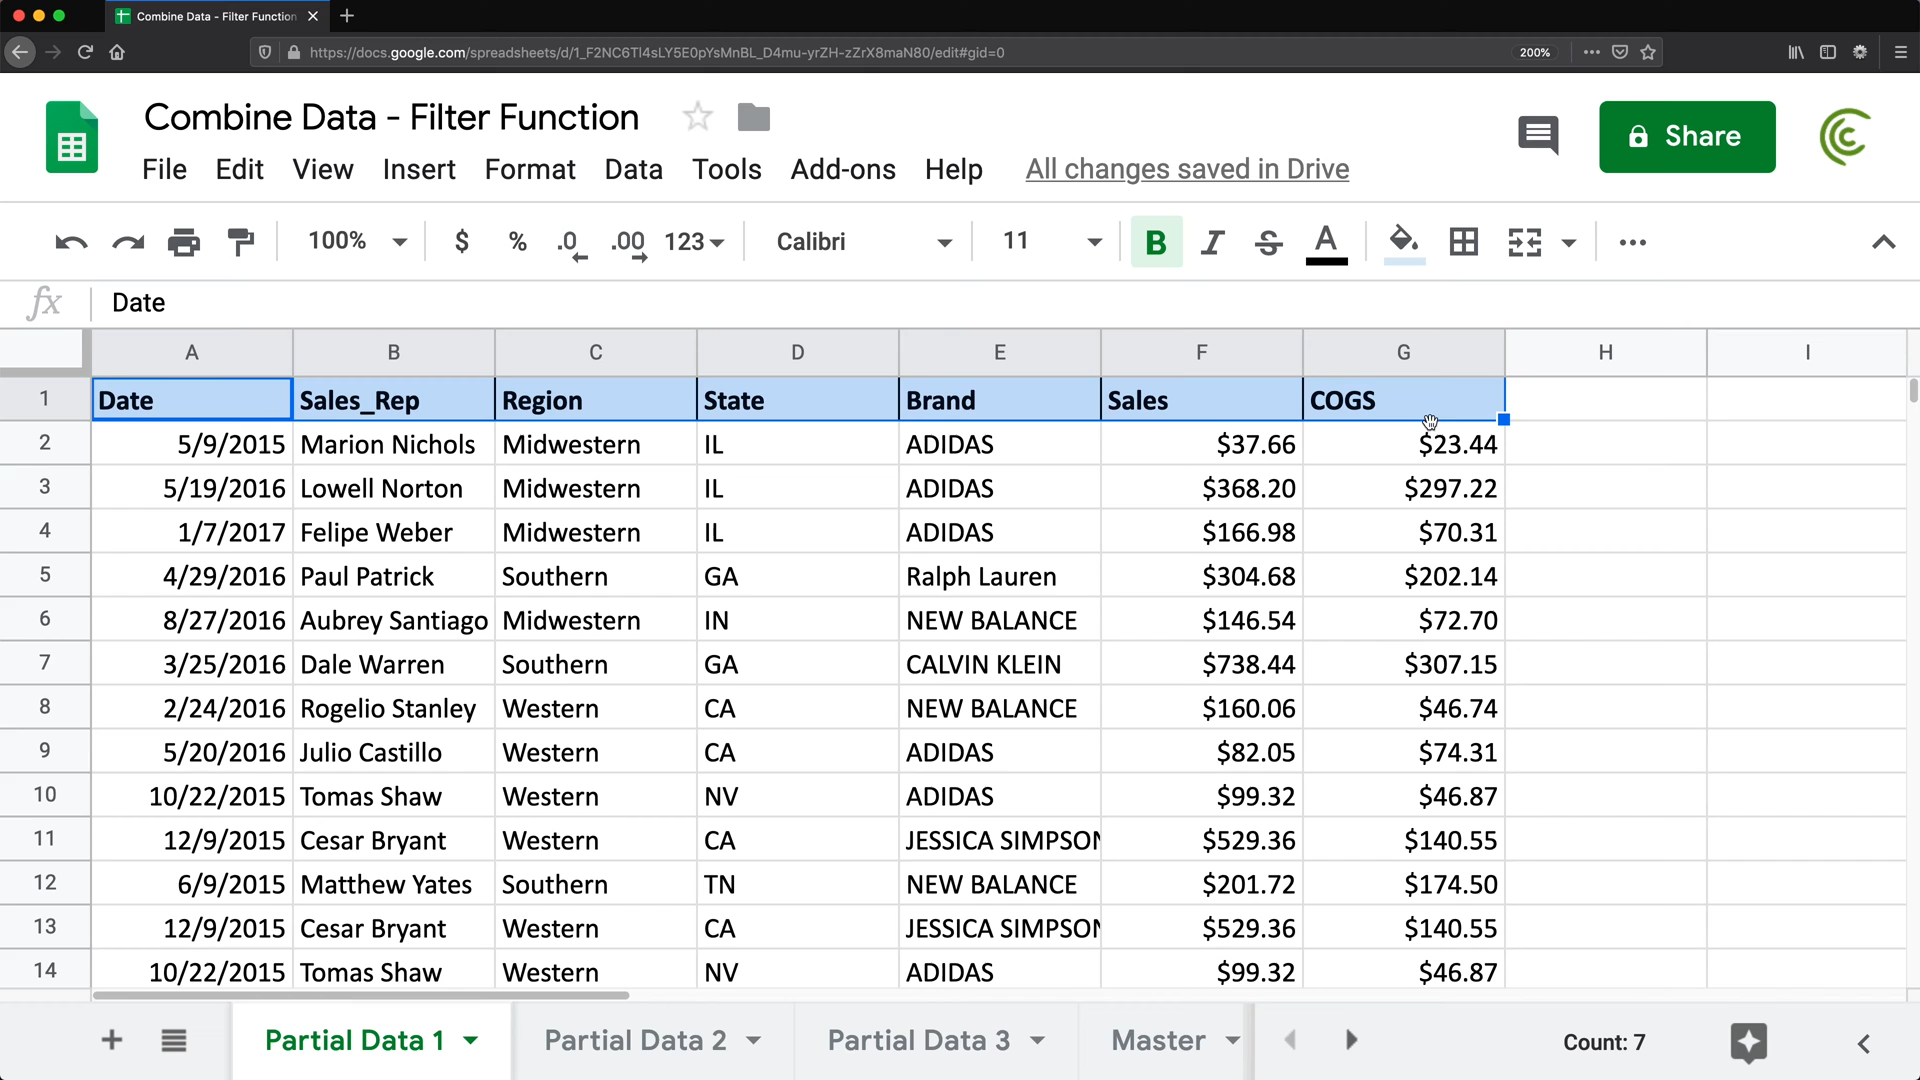 Combine Data - Filter Function
https://docs.google.com/spreadsheets/d/1_F2NC6Tl4sLY5E0pYsMnBL_D4mu-yrZH-zZrX8maN80/edit#gid=0
200%
Combine Data - Filter Function
Share
File Edit View Insert Format Data Tools Add-ons Help All changes saved in Drive
100% $ % .0 .00 123 Calibri 11 B I S A
fx Date
A B C D E F G H I
1 Date Sales_Rep Region State Brand Sales COGS
2 5/9/2015 Marion Nichols Midwestern IL ADIDAS $37.66 $23.44
3 5/19/2016 Lowell Norton Midwestern IL ADIDAS $368.20 $297.22
4 1/7/2017 Felipe Weber Midwestern IL ADIDAS $166.98 $70.31
5 4/29/2016 Paul Patrick Southern GA Ralph Lauren $304.68 $202.14
6 8/27/2016 Aubrey Santiago Midwestern IN NEW BALANCE $146.54 $72.70
7 3/25/2016 Dale Warren Southern GA CALVIN KLEIN $738.44 $307.15
8 2/24/2016 Rogelio Stanley Western CA NEW BALANCE $160.06 $46.74
9 5/20/2016 Julio Castillo Western CA ADIDAS $82.05 $74.31
10 10/22/2015 Tomas Shaw Western NV ADIDAS $99.32 $46.87
11 12/9/2015 Cesar Bryant Western CA JESSICA SIMPSON $529.36 $140.55
12 6/9/2015 Matthew Yates Southern TN NEW BALANCE $201.72 $174.50
13 12/9/2015 Cesar Bryant Western CA JESSICA SIMPSON $529.36 $140.55
14 10/22/2015 Tomas Shaw Western NV ADIDAS $99.32 $46.87
Partial Data 1 Partial Data 2 Partial Data 3 Master Count: 7